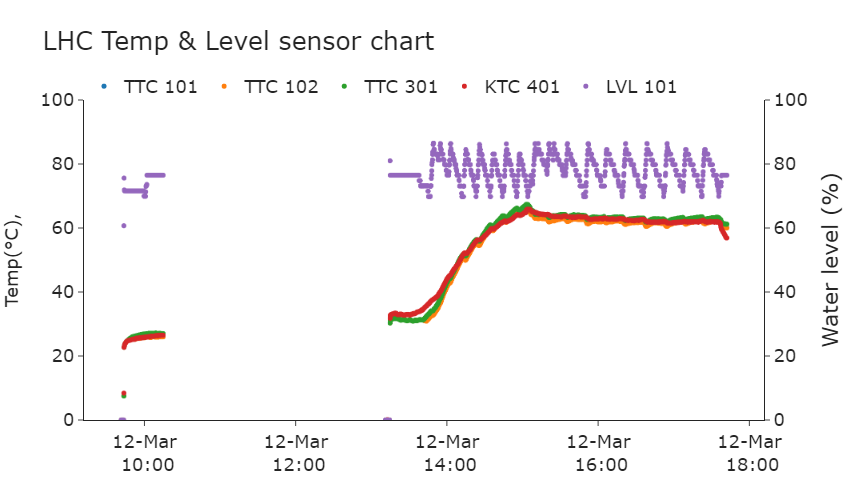 LHC Temp & Level sensor chart
TTC 101 TTC 102 TTC 301 KTC 401 LVL 101
100 100
80 80
60 60
40 40
20 20
0 0
Temp(°C),
Water level (%)
12-Mar 12-Mar 12-Mar 12-Mar 12-Mar
10:00 12:00 14:00 16:00 18:00